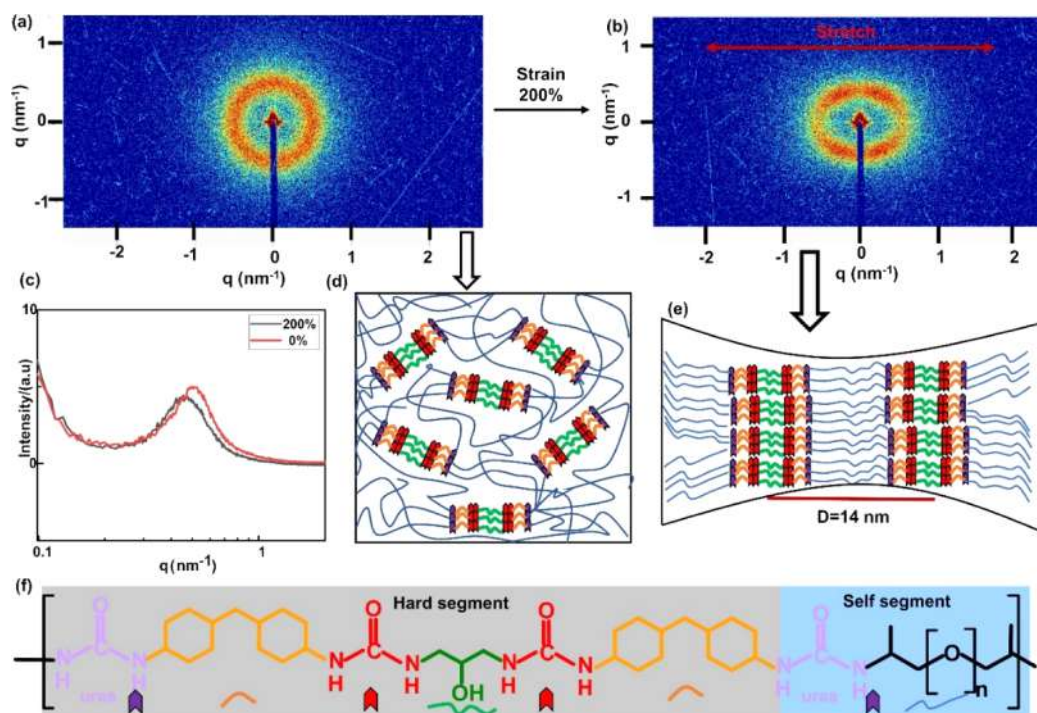 (a)
1
0
-1
q (nm-1)
-2
-1
0
1
2
q (nm-1)
Strain
200%
(b)
Stretch
1
0
-1
q (nm-1)
-2
-1
0
1
2
q (nm-1)
(c)
10
0
Intensity/(a.u
200%
0%
0.1
1
q (nm-1)
(d)
(e)
D=14 nm
(f)
Hard segment
Self segment
O
O
O
O
C
C
C
C
N
H
N
H
N
H
N
H
N
H
N
H
N
H
N
H
OH
O
n
uras
uras